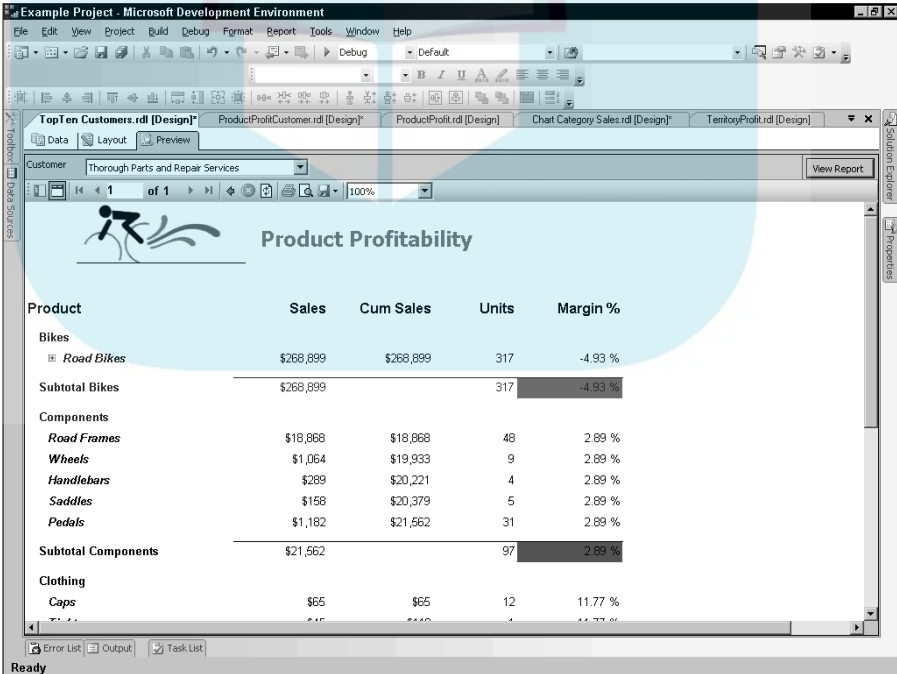 Example Project - Microsoft Development Environment
File Edit View Project Build Debug Format Report Tools Window Help
Debug Default
B I U A
TopTen Customers.rdl [Design]* ProductProfitCustomer.rdl [Design]* ProductProfit.rdl [Design] Chart Category Sales.rdl [Design]* TerritoryProfit.rdl [Design]
Toolbox
Data Sources
Solution Explorer
Properties
Data Layout Preview
Customer Thorough Parts and Repair Services View Report
1 of 1 100%
Product Profitability
Product Sales Cum Sales Units Margin %
Bikes
Road Bikes $268,899 $268,899 317 -4.93 %
Subtotal Bikes $268,899 317 -4.93 %
Components
Road Frames $18,868 $18,868 48 2.89 %
Wheels $1,064 $19,933 9 2.89 %
Handlebars $289 $20,221 4 2.89 %
Saddles $158 $20,379 5 2.89 %
Pedals $1,182 $21,562 31 2.89 %
Subtotal Components $21,562 97 2.89 %
Clothing
Caps $65 $65 12 11.77 %
Error List Output Task List
Ready